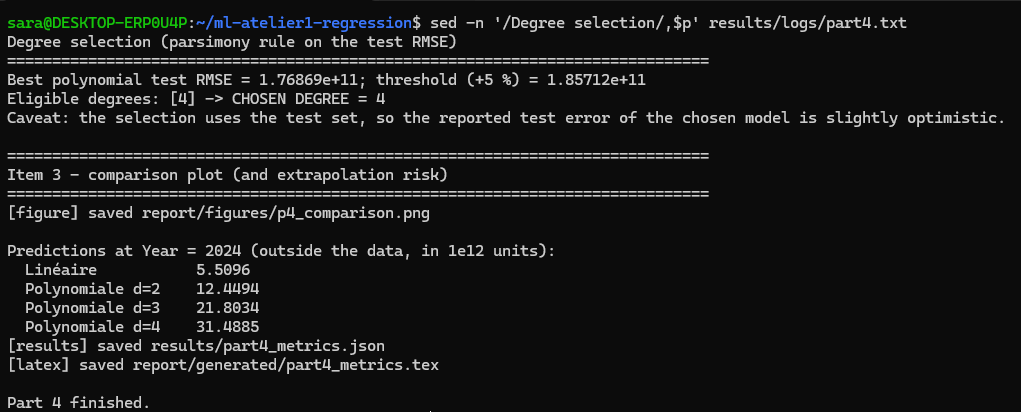 sara@DESKTOP-ERP0U4P:~/ml-atelier1-regression$ sed -n '/Degree selection/,$p' results/logs/part4.txt
Degree selection (parsimony rule on the test RMSE)
==============================================================================
Best polynomial test RMSE = 1.76869e+11; threshold (+5 %) = 1.85712e+11
Eligible degrees: [4] -> CHOSEN DEGREE = 4
Caveat: the selection uses the test set, so the reported test error of the chosen model is slightly optimistic.

==============================================================================
Item 3 - comparison plot (and extrapolation risk)
==============================================================================
[figure] saved report/figures/p4_comparison.png

Predictions at Year = 2024 (outside the data, in 1e12 units):
  Linéaire           5.5096
  Polynomiale d=2    12.4494
  Polynomiale d=3    21.8034
  Polynomiale d=4    31.4885
[results] saved results/part4_metrics.json
[latex] saved report/generated/part4_metrics.tex

Part 4 finished.